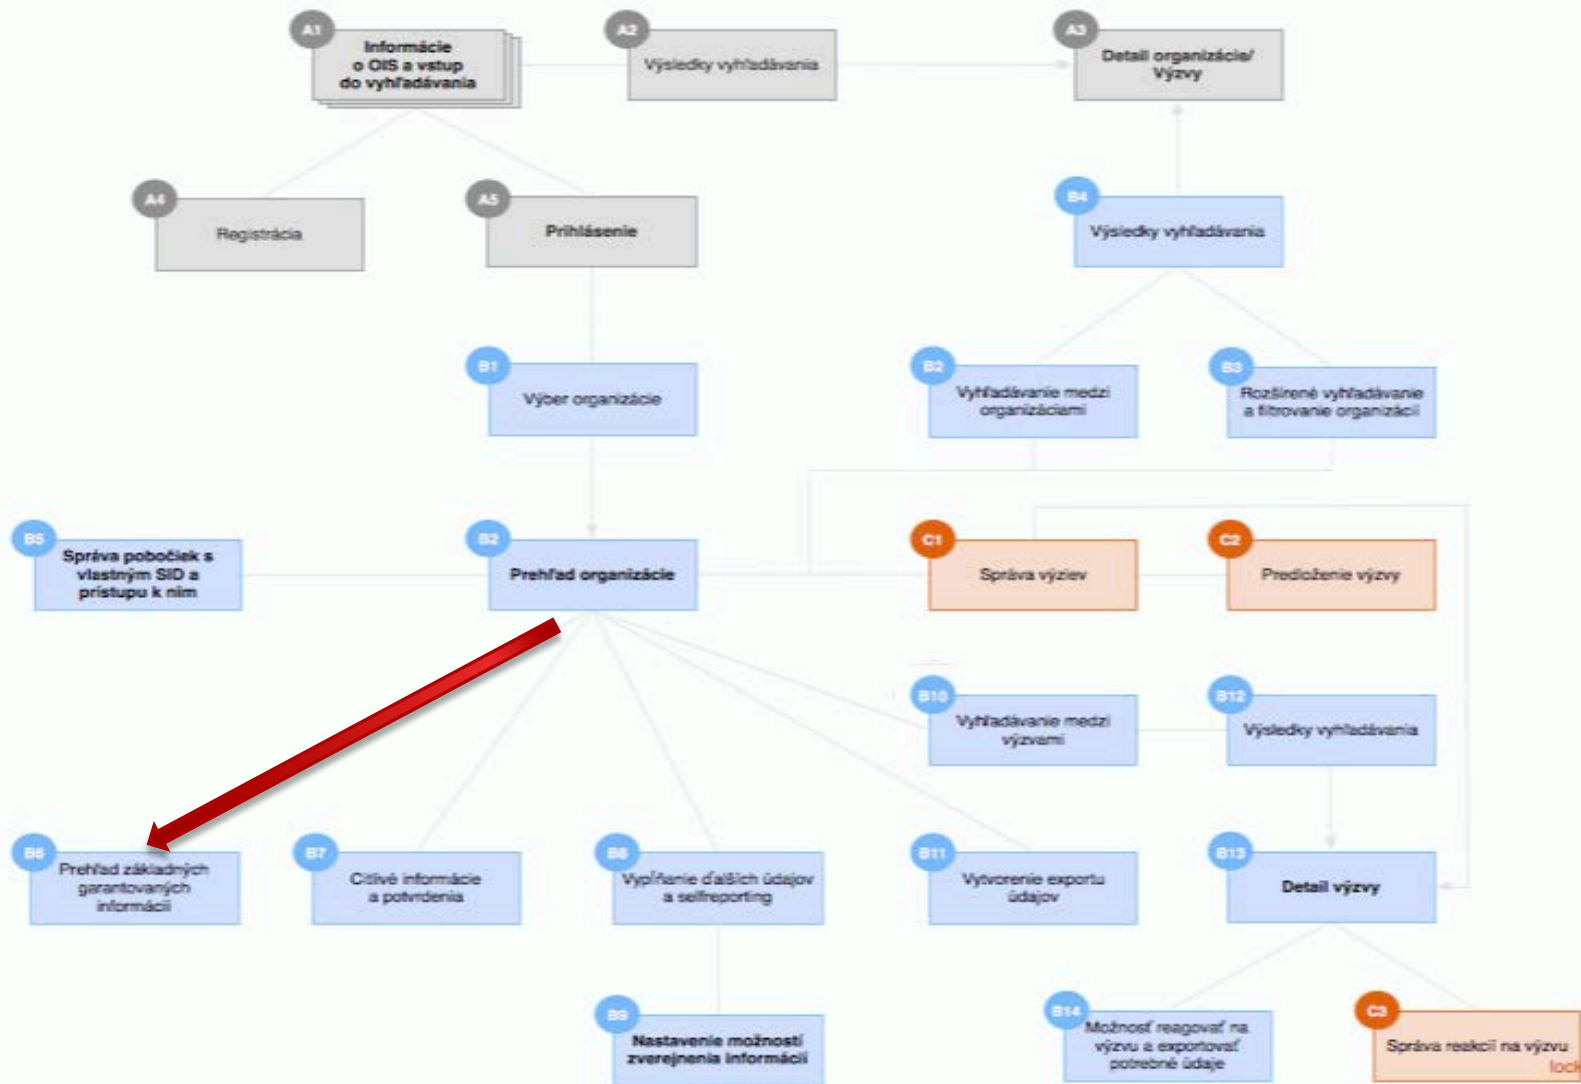 A1
Informácie
o OIS a vstup
do vyhľadávania
A2
Výsledky vyhľadávania
A3
Detail organizácie/
Výzvy
A4
Registrácia
A5
Prihlásenie
B4
Výsledky vyhľadávania
B1
Výber organizácie
B2
Vyhľadávanie medzi
organizáciami
B3
Rozšírené vyhľadávanie
a filtrovanie organizácií
B5
Správa pobočiek s
vlastným SID a
prístupu k nim
B2
Prehľad organizácie
C1
Správa výziev
C2
Predloženie výzvy
B10
Vyhľadávanie medzi
výzvami
B12
Výsledky vyhľadávania
B6
Prehľad základných
garantovaných
informácií
B7
Citlivé informácie
a potvrdenia
B8
Vypĺňanie ďalších údajov
a selfreporting
B11
Vytvorenie exportu
údajov
B13
Detail výzvy
B9
Nastavenie možností
zverejnenia informácií
B14
Možnosť reagovať na
výzvu a exportovať
potrebné údaje
C3
Správa reakcií na výzvu
lock